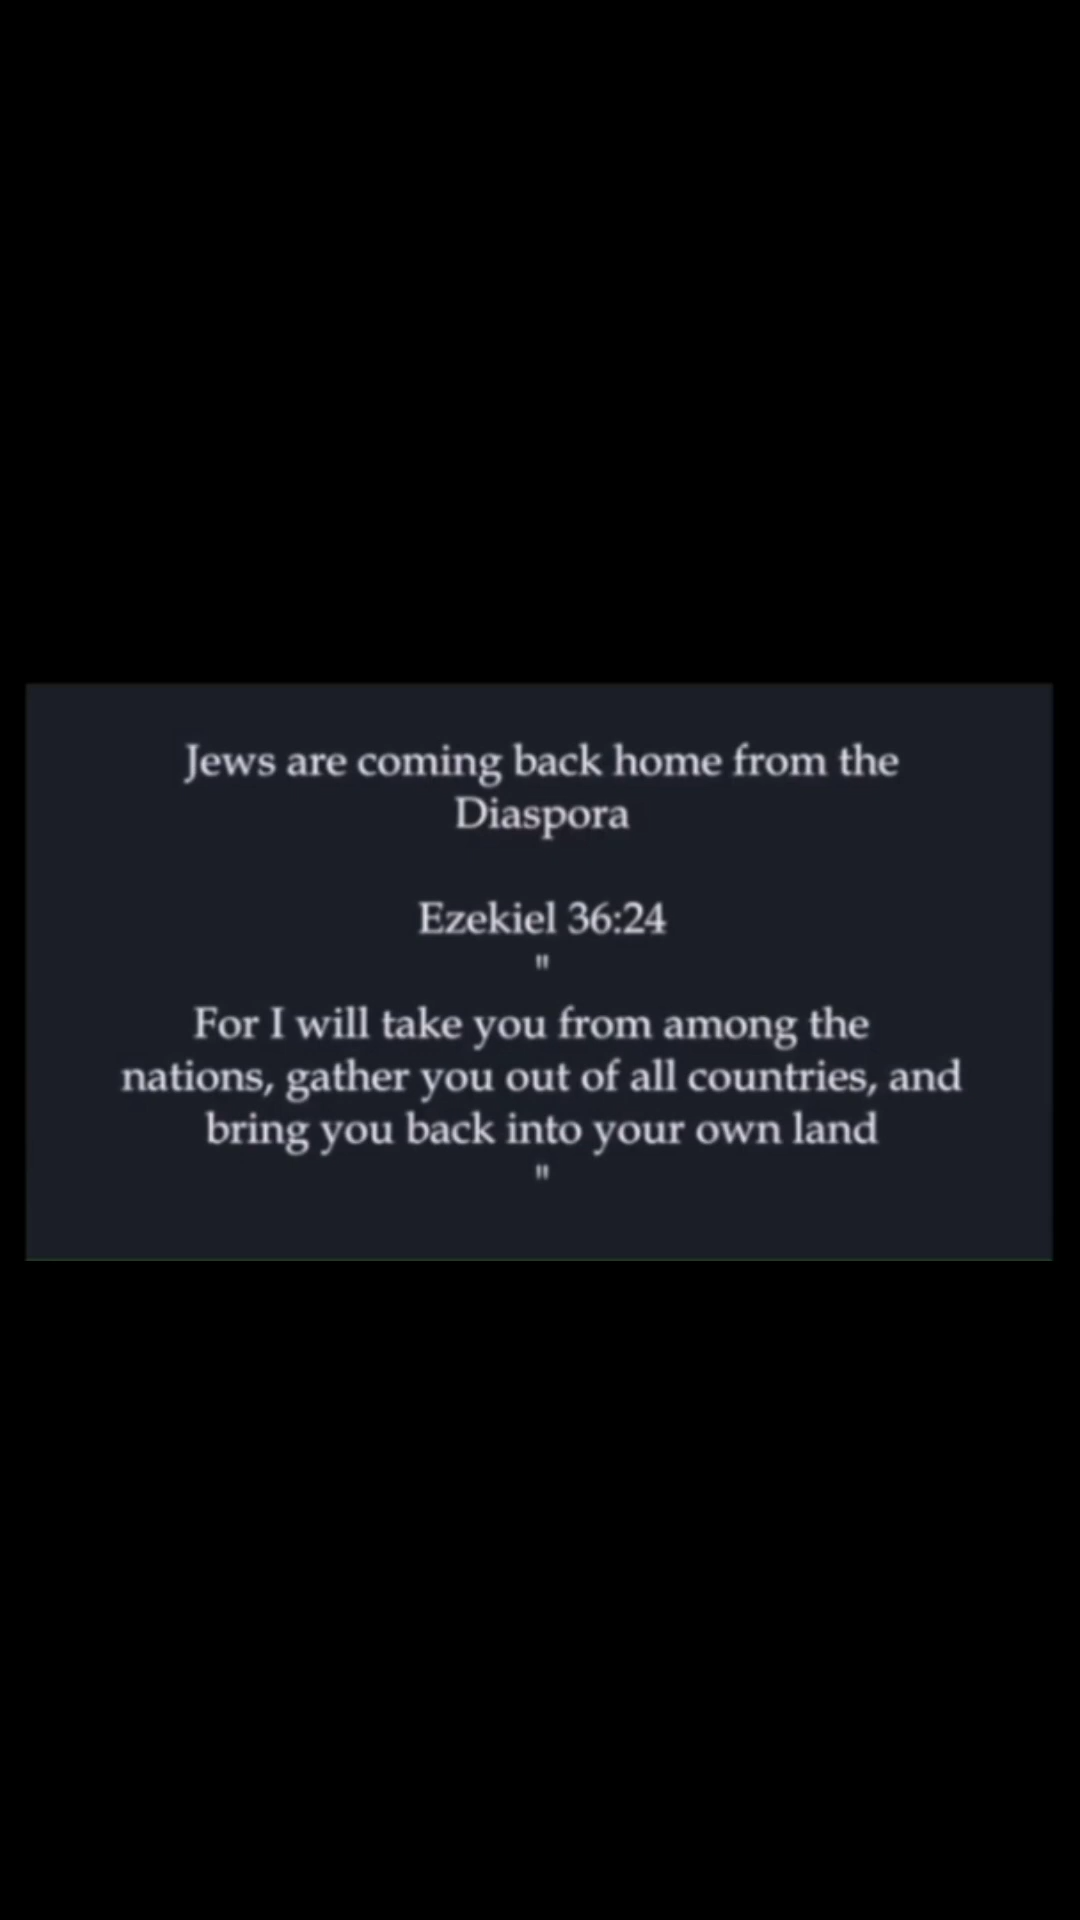 Jews are coming back home from the
Diaspora
Ezekiel 36:24
"
For I will take you from among the
nations, gather you out of all countries, and
bring you back into your own land
"